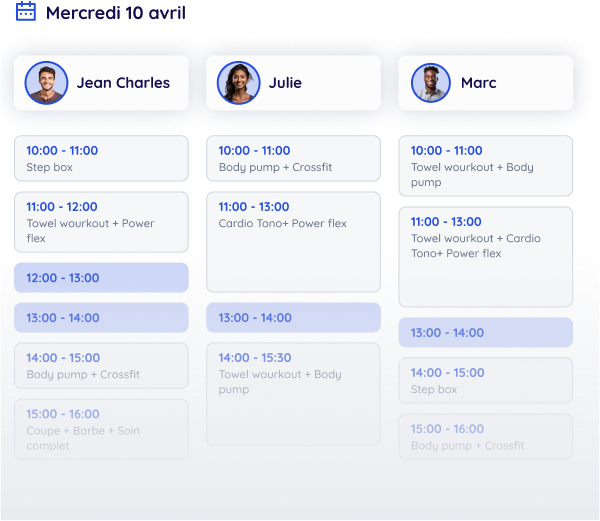 Mercredi 10 avril
Jean Charles
10:00 - 11:00
Step box
11:00 - 12:00
Towel wourkout + Power
flex
12:00 - 13:00
13:00 - 14:00
14:00 - 15:00
Body pump + Crossfit
15:00 - 16:00
Coupe + Barbe + Soin
complet
Julie
10:00 - 11:00
Body pump + Crossfit
11:00 - 13:00
Cardio Tono+ Power flex
13:00 - 14:00
14:00 - 15:30
Towel wourkout + Body
pump
Marc
10:00 - 11:00
Towel wourkout + Body
pump
11:00 - 13:00
Towel wourkout + Cardio
Tono+ Power flex
13:00 - 14:00
14:00 - 15:00
Step box
15:00 - 16:00
Body pump + Crossfit